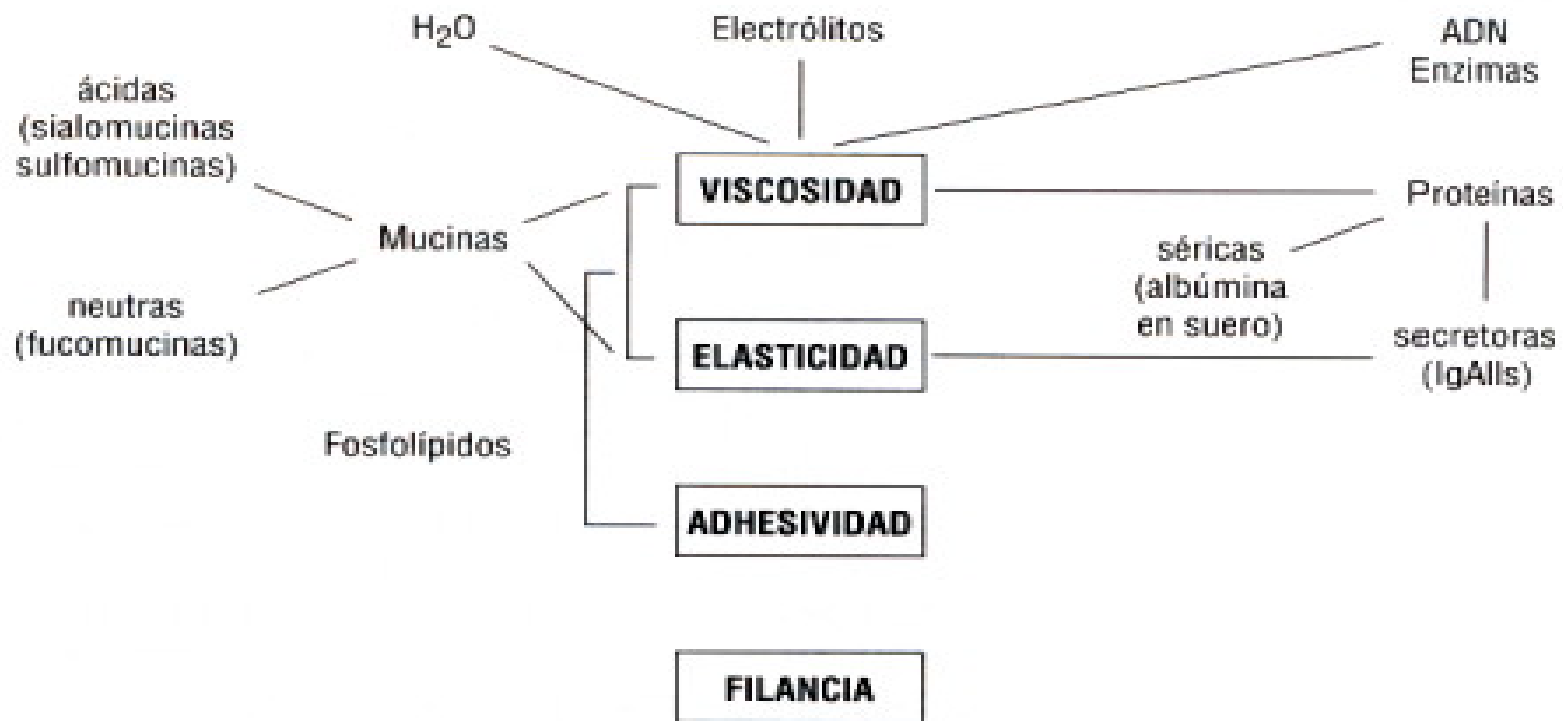 H₂O
Electrólitos
ADN
Enzimas
ácidas
(sialomucinas
sulfomucinas)
VISCOSIDAD
Proteínas
Mucinas
séricas
(albúmina
en suero)
neutras
(fucomucinas)
ELASTICIDAD
secretoras
(IgAIIs)
Fosfolípidos
ADHESIVIDAD
FILANCIA